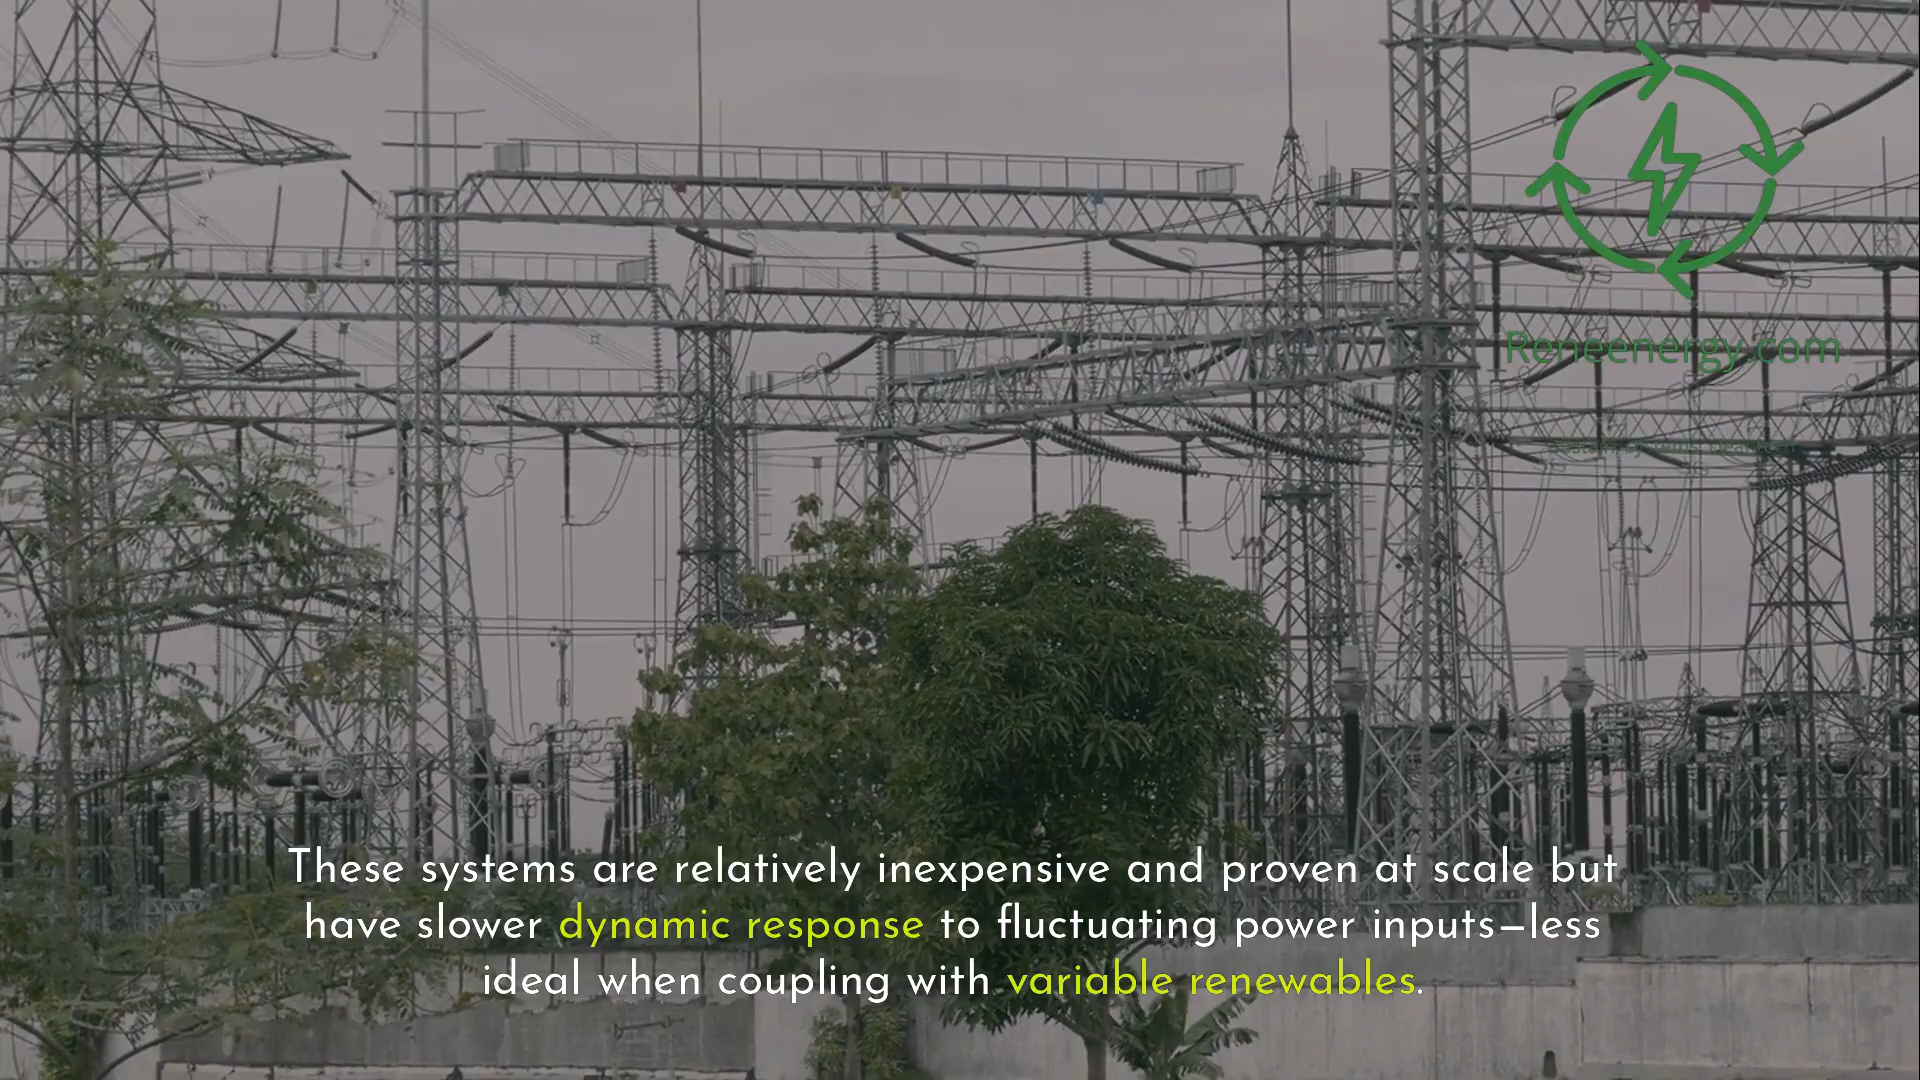 Reneenergy.com
These systems are relatively inexpensive and proven at scale but
have slower dynamic response to fluctuating power inputs—less
ideal when coupling with variable renewables.